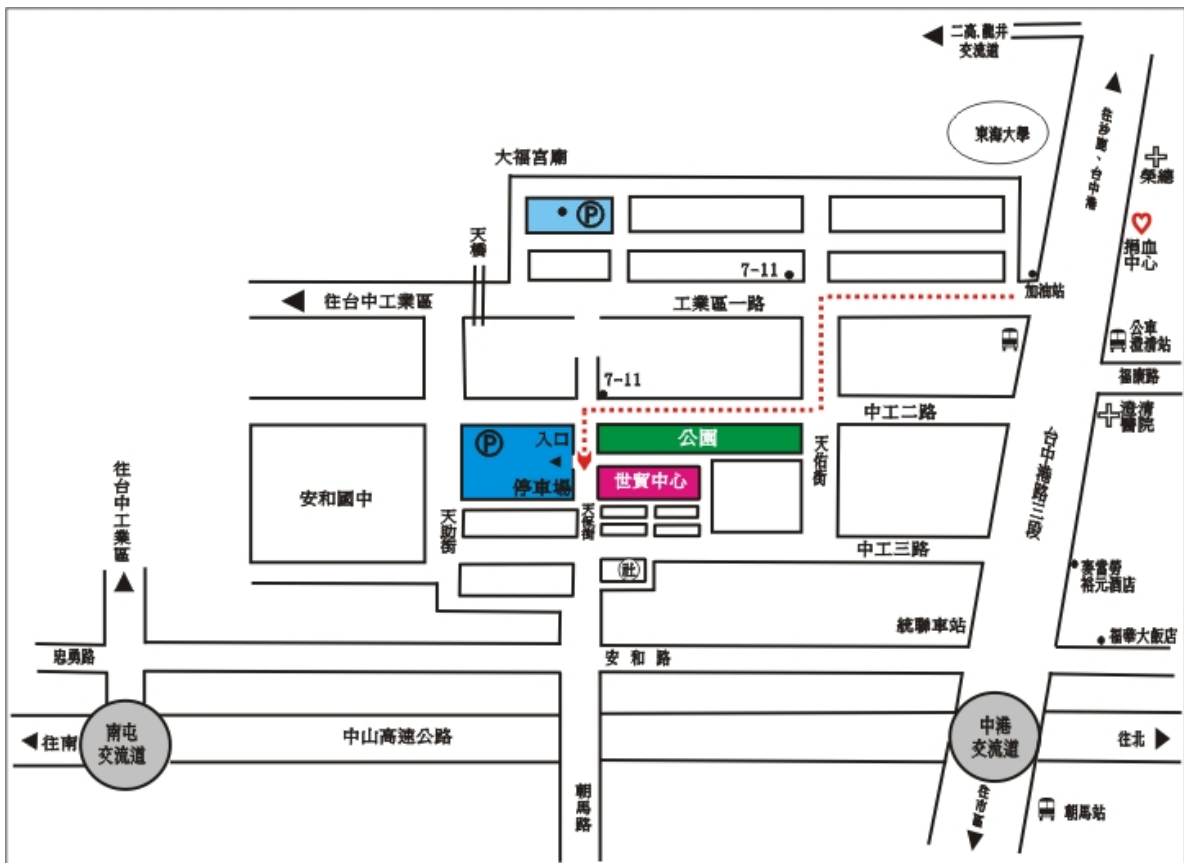 二高.龍井
交流道
東海大學
往沙鹿、台中港
榮總
大福宮廟
P
天橋
捐血
中心
7-11
加油站
往台中工業區
工業區一路
公車
澄清站
福康路
7-11
中工二路
澄清
醫院
P
入口
公園
天佑街
台中港路三段
往台中工業區
安和國中
停車場
世貿中心
天助街
天保街
中工三路
社
麥當勞
裕元酒店
統聯車站
福華大飯店
忠勇路
安和路
往南
南屯
交流道
中山高速公路
中港
交流道
往北
朝馬路
往市區
朝馬站